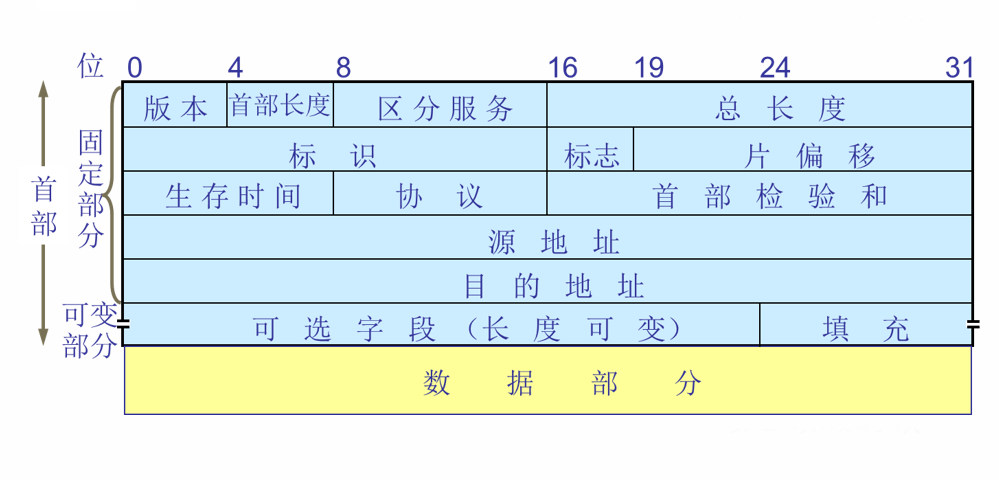 位 0 4 8 16 19 24 31
版本 首部长度 区分服务 总长度
标识 标志 片偏移
生存时间 协议 首部检验和
源地址
目的地址
可选字段（长度可变） 填充
数据部分
首部
固定部分
可变部分